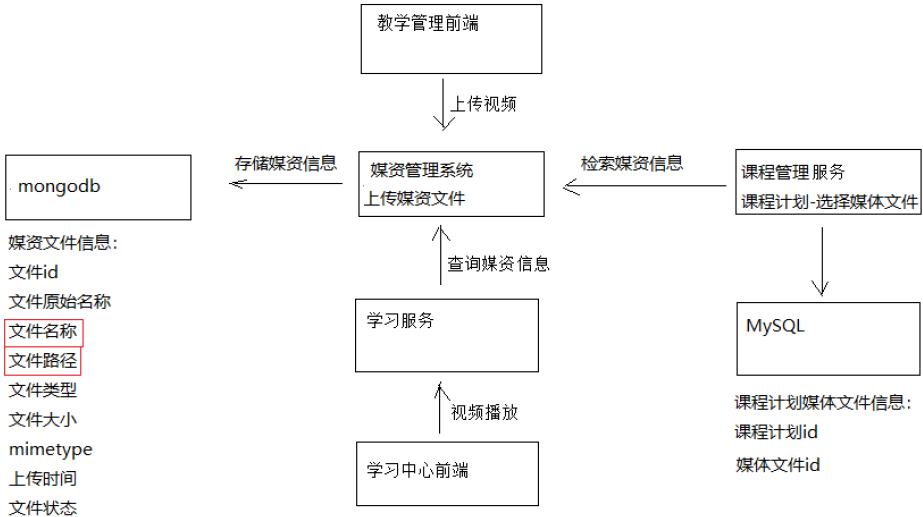 教学管理前端
上传视频
存储媒资信息
媒资管理系统
上传媒资文件
检索媒资信息
课程管理服务
课程计划-选择媒体文件
mongodb
媒资文件信息：
文件id
文件原始名称
文件名称
文件路径
文件类型
文件大小
mimetype
上传时间
文件状态
查询媒资信息
学习服务
视频播放
学习中心前端
MySQL
课程计划媒体文件信息：
课程计划id
媒体文件id